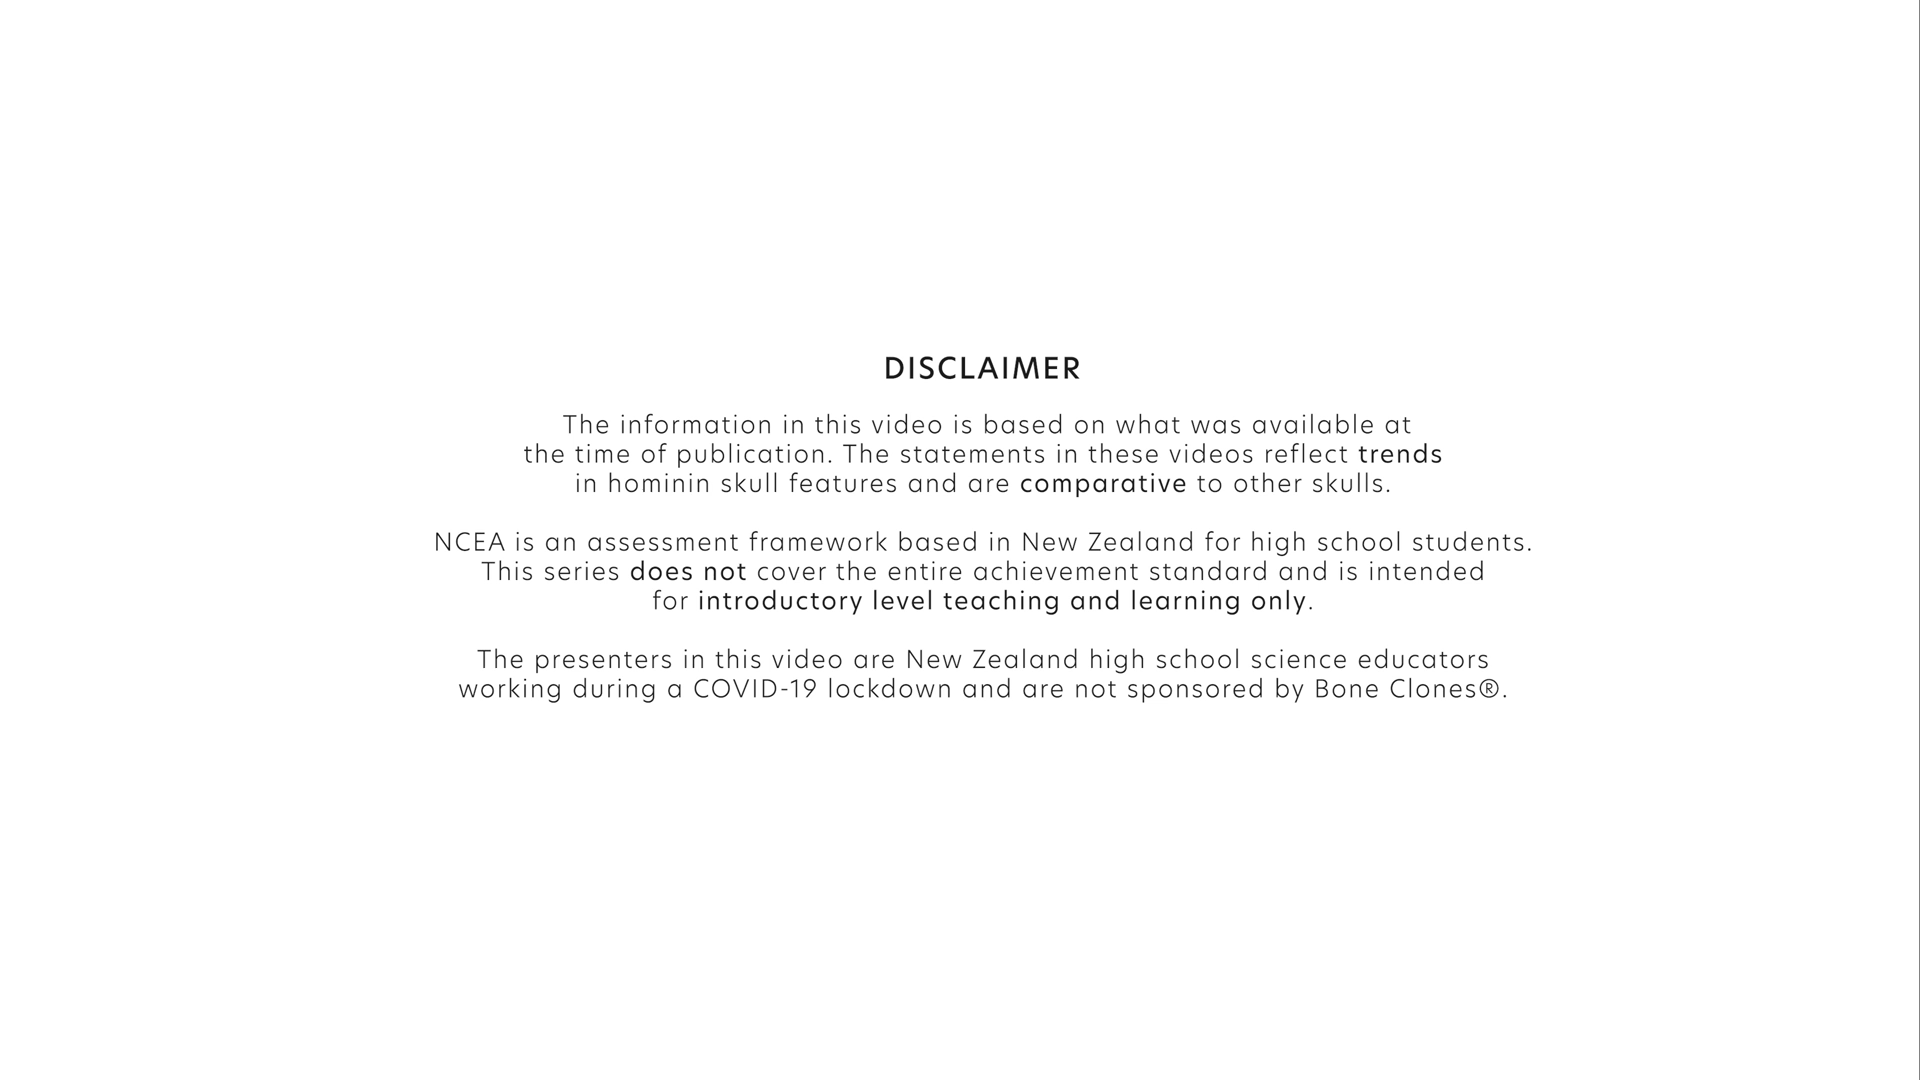 DISCLAIMER
The information in this video is based on what was available at
the time of publication. The statements in these videos reflect trends
in hominin skull features and are comparative to other skulls.
NCEA is an assessment framework based in New Zealand for high school students.
This series does not cover the entire achievement standard and is intended
for introductory level teaching and learning only.
The presenters in this video are New Zealand high school science educators
working during a COVID-19 lockdown and are not sponsored by Bone Clones®.